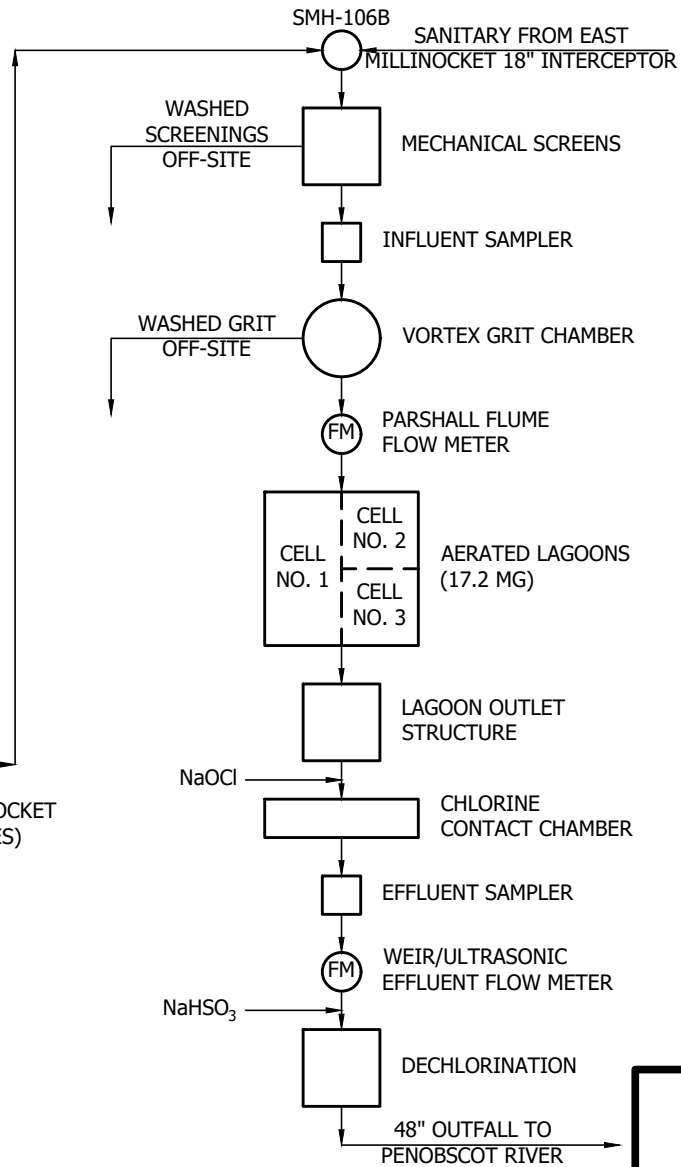 SMH-106B
SANITARY FROM EAST
MILLINOCKET 18" INTERCEPTOR
WASHED
SCREENINGS
OFF-SITE
MECHANICAL SCREENS
INFLUENT SAMPLER
WASHED GRIT
OFF-SITE
VORTEX GRIT CHAMBER
FM
PARSHALL FLUME
FLOW METER
CELL
NO. 1
CELL
NO. 2
CELL
NO. 3
AERATED LAGOONS
(17.2 MG)
LAGOON OUTLET
STRUCTURE
NaOCl
OCKET
ES)
CHLORINE
CONTACT CHAMBER
EFFLUENT SAMPLER
FM
WEIR/ULTRASONIC
EFFLUENT FLOW METER
NaHSO₃
DECHLORINATION
48" OUTFALL TO
PENOBSCOT RIVER